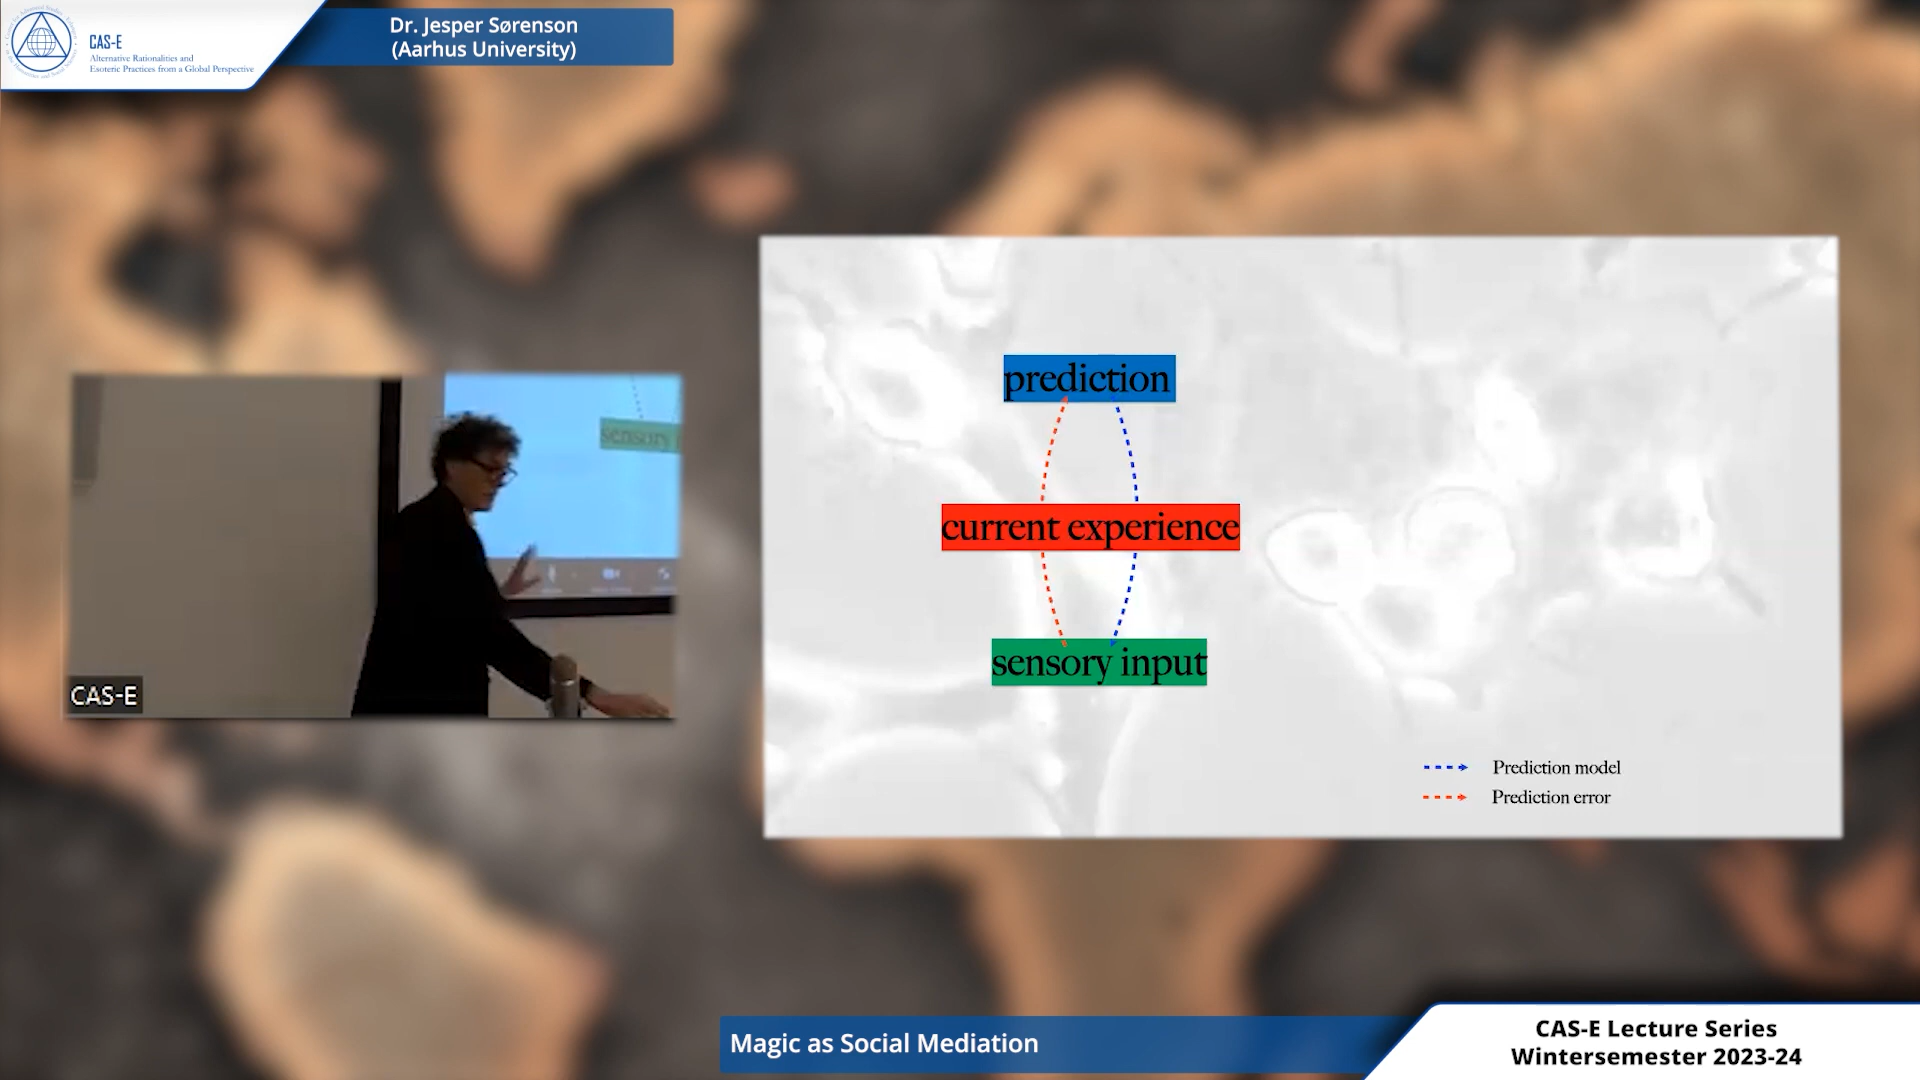 CAS-E
Alternative Rationalities and
Esoteric Practices from a Global Perspective
Dr. Jesper Sørenson
(Aarhus University)
sensory
CAS-E
prediction
current experience
sensory input
Prediction model
Prediction error
Magic as Social Mediation
CAS-E Lecture Series
Wintersemester 2023-24